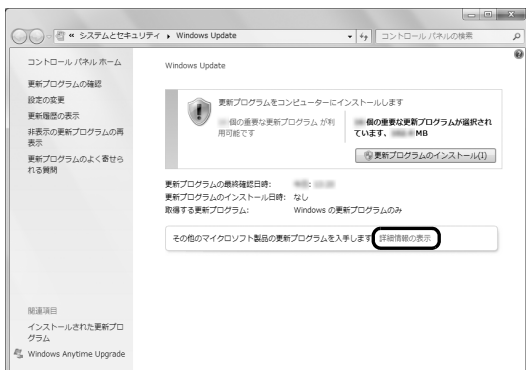 « システムとセキュリティ ▸ Windows Update
コントロール パネルの検索
コントロール パネル ホーム
更新プログラムの確認
設定の変更
更新履歴の表示
非表示の更新プログラムの再
表示
更新プログラムのよく寄せら
れる質問
関連項目
インストールされた更新プロ
グラム
Windows Anytime Upgrade
Windows Update
更新プログラムをコンピューターにインストールします
個の重要な更新プログラム が利
用可能です
個の重要な更新プログラムが選択され
ています、 MB
更新プログラムのインストール(I)
更新プログラムの最終確認日時:
更新プログラムのインストール日時: なし
取得する更新プログラム: Windows の更新プログラムのみ
その他のマイクロソフト製品の更新プログラムを入手します 詳細情報の表示